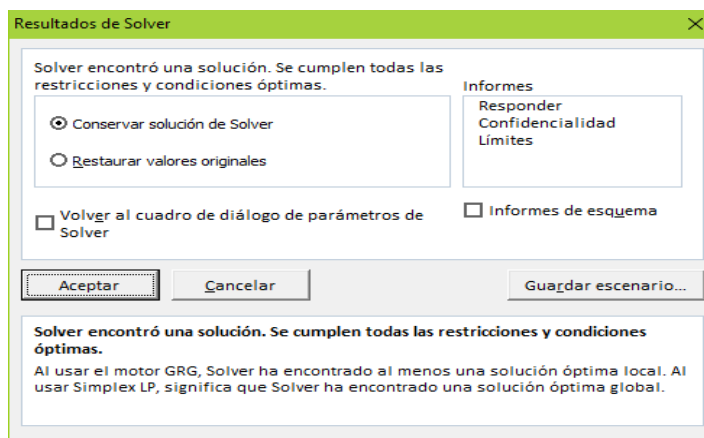 Resultados de Solver
Solver encontró una solución. Se cumplen todas las
restricciones y condiciones óptimas.
Conservar solución de Solver
Restaurar valores originales
Informes
Responder
Confidencialidad
Límites
Volver al cuadro de diálogo de parámetros de
Solver
Informes de esquema
Aceptar
Cancelar
Guardar escenario...
Solver encontró una solución. Se cumplen todas las restricciones y condiciones
óptimas.
Al usar el motor GRG, Solver ha encontrado al menos una solución óptima local. Al
usar Simplex LP, significa que Solver ha encontrado una solución óptima global.